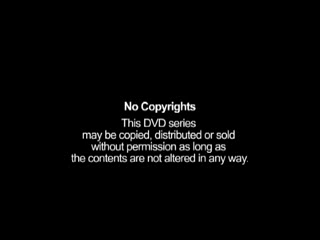 No Copyrights
This DVD series
may be copied, distributed or sold
without permission as long as
the contents are not altered in any way.